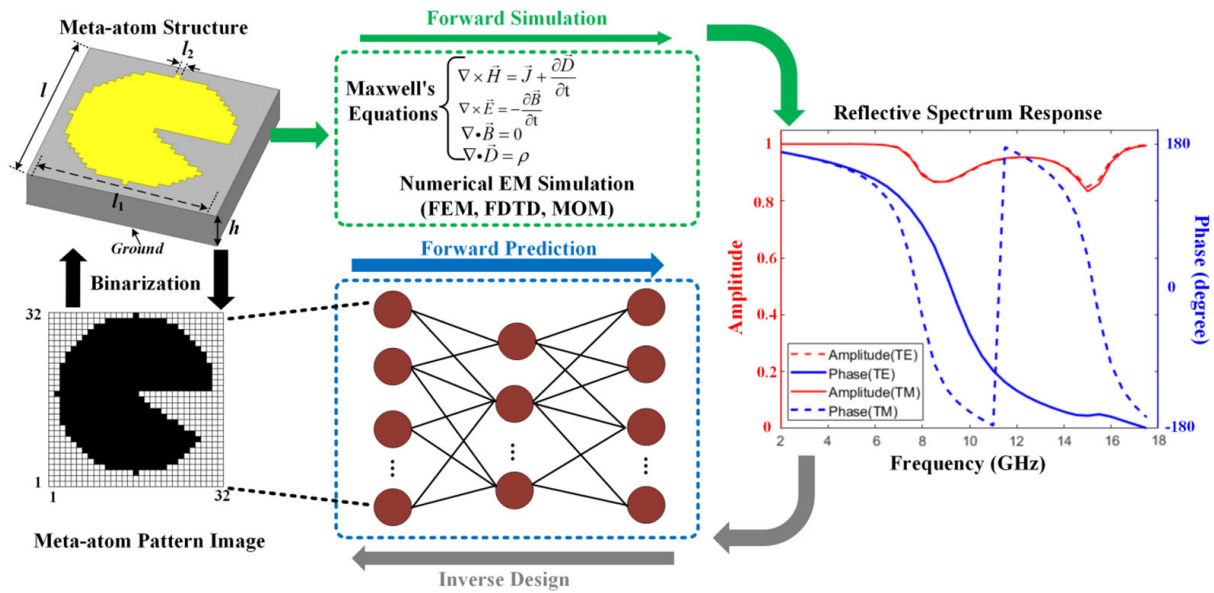 Meta-atom Structure
l₂
l
l₁
h
Ground
Forward Simulation
Maxwell's
Equations
∇ × H⃗ = J⃗ + ∂D⃗/∂t
∇ × E⃗ = −∂B⃗/∂t
∇•B⃗ = 0
∇•D⃗ = ρ
Numerical EM Simulation
(FEM, FDTD, MOM)
Forward Prediction
Binarization
32
1
1
32
Meta-atom Pattern Image
Inverse Design
Reflective Spectrum Response
1
0.8
0.6
0.4
0.2
0
Amplitude
180
0
-180
Phase (degree)
Amplitude(TE)
Phase(TE)
Amplitude(TM)
Phase(TM)
2 4 6 8 10 12 14 16 18
Frequency (GHz)